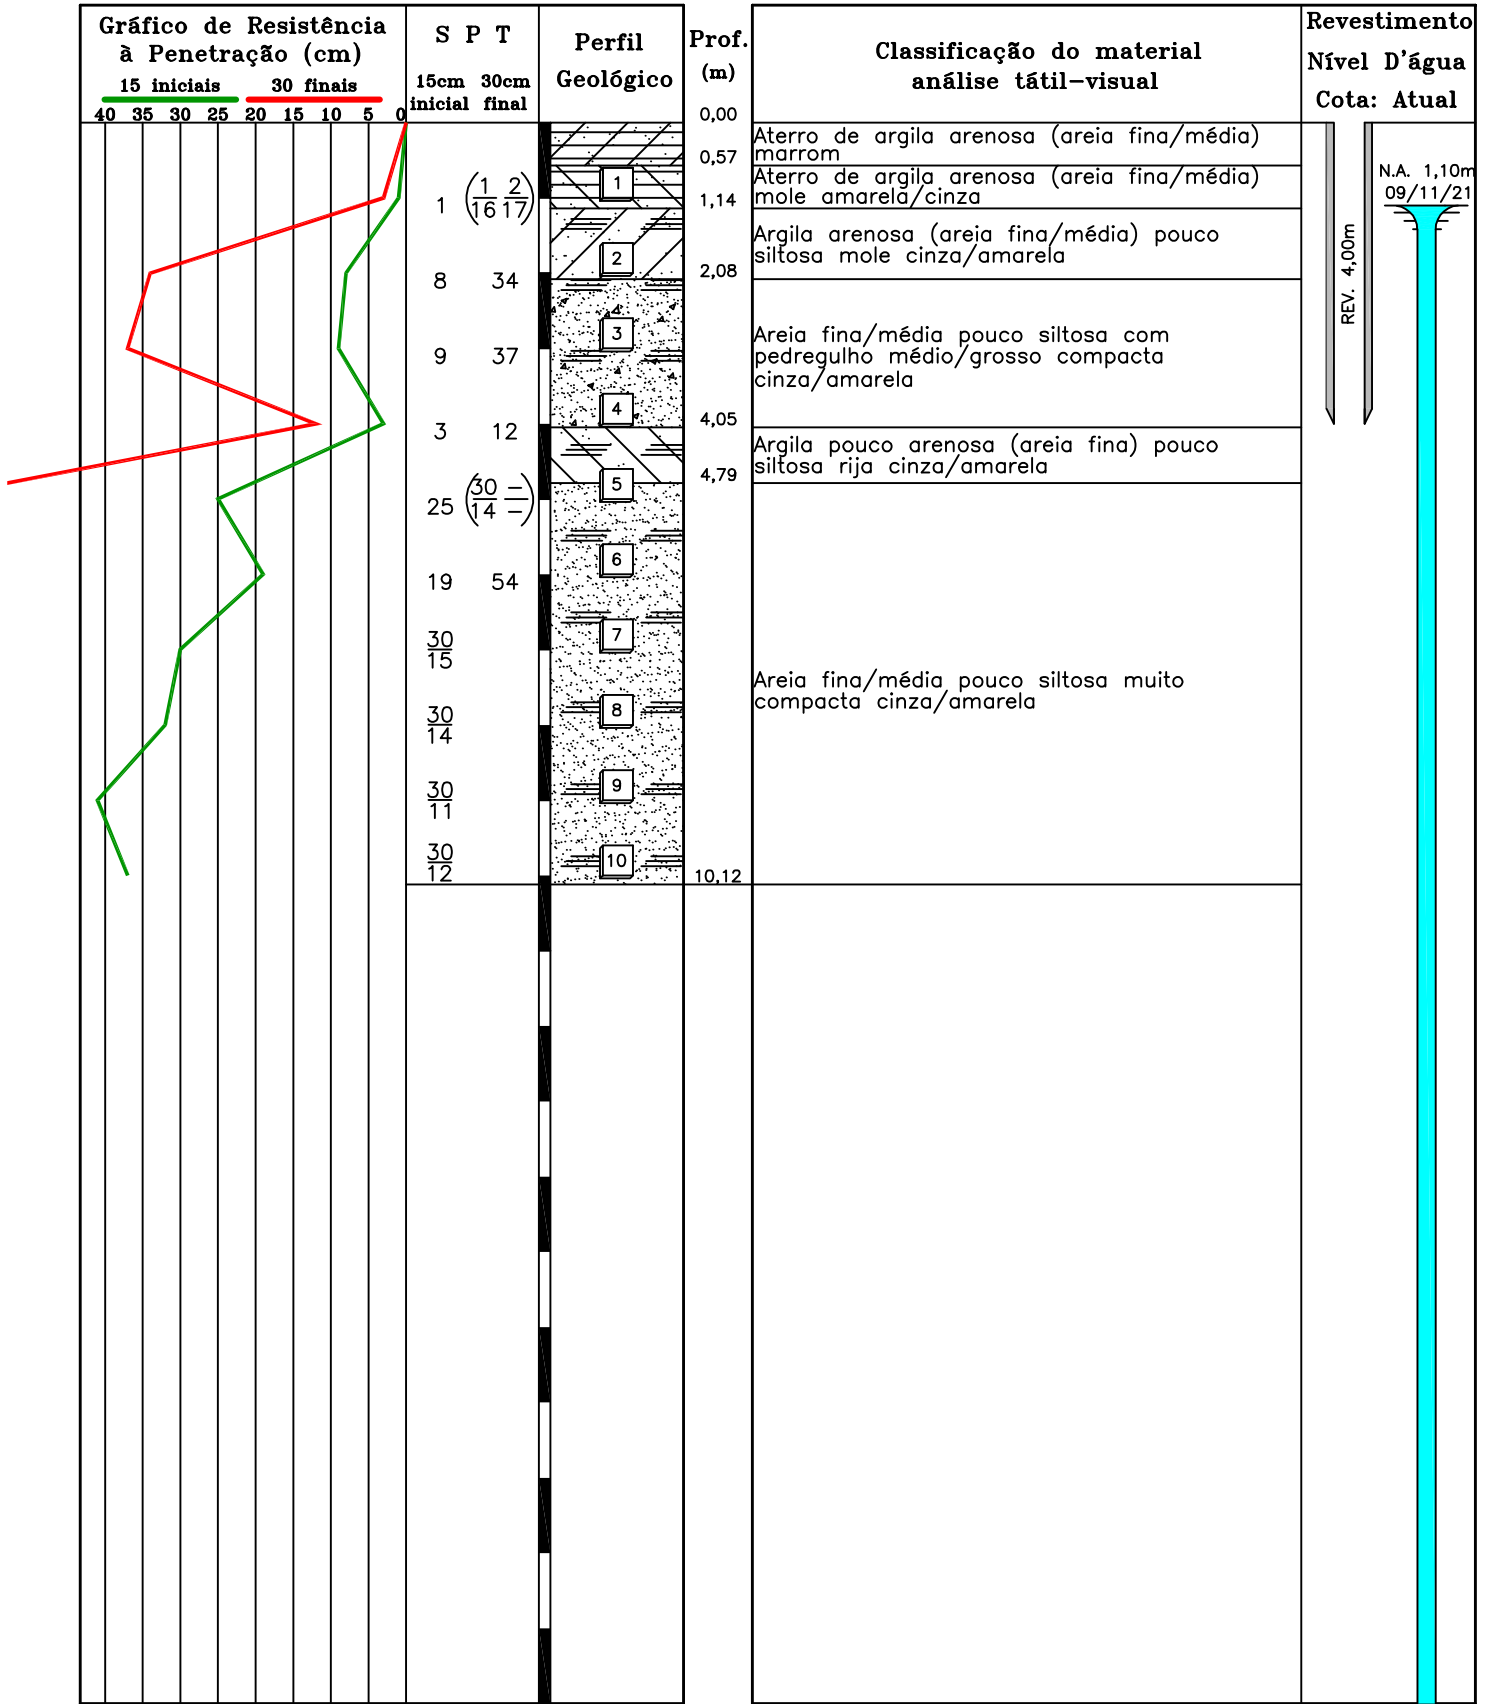 Gráfico de Resistência
à Penetração (cm)
15 iniciais 30 finais
40 35 30 25 20 15 10 5 0
S P T
15cm 30cm
inicial final
Perfil
Geológico
Prof.
(m)
Classificação do material
análise tátil-visual
Revestimento
Nível D'água
Cota: Atual
0,00
Aterro de argila arenosa (areia fina/média)
marrom
0,57
1 (1/16 2/17)
1
Aterro de argila arenosa (areia fina/média)
mole amarela/cinza
1,14
N.A. 1,10m
09/11/21
REV. 4,00m
Argila arenosa (areia fina/média) pouco
siltosa mole cinza/amarela
2
2,08
8 34
3
Areia fina/média pouco siltosa com
pedregulho médio/grosso compacta
cinza/amarela
9 37
4
4,05
3 12
Argila pouco arenosa (areia fina) pouco
siltosa rija cinza/amarela
4,79
5
25 (30/14 –/–)
6
19 54
7
30/15
Areia fina/média pouco siltosa muito
compacta cinza/amarela
8
30/14
9
30/11
10
30/12
10,12